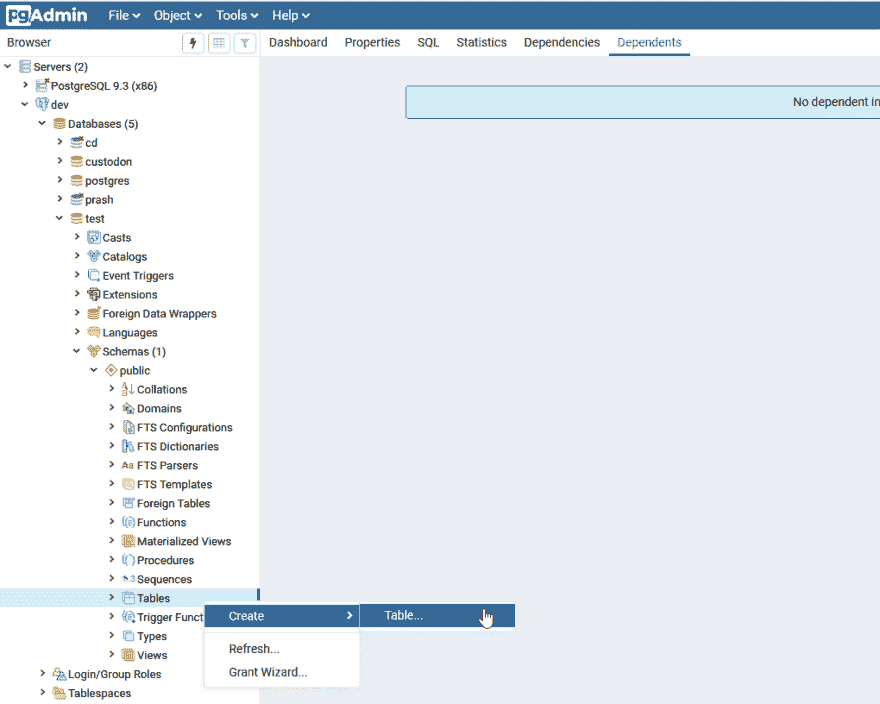 pgAdmin File Object Tools Help
Browser Dashboard Properties SQL Statistics Dependencies Dependents
Servers (2)
No dependent in
PostgreSQL 9.3 (x86)
dev
Databases (5)
cd
custodon
postgres
prash
test
Casts
Catalogs
Event Triggers
Extensions
Foreign Data Wrappers
Languages
Schemas (1)
public
Collations
Domains
FTS Configurations
FTS Dictionaries
Aa FTS Parsers
FTS Templates
Foreign Tables
Functions
Materialized Views
Procedures
1..3 Sequences
Tables
Trigger Funct Create Table...
Types
Refresh...
Views
Grant Wizard...
Login/Group Roles
Tablespaces